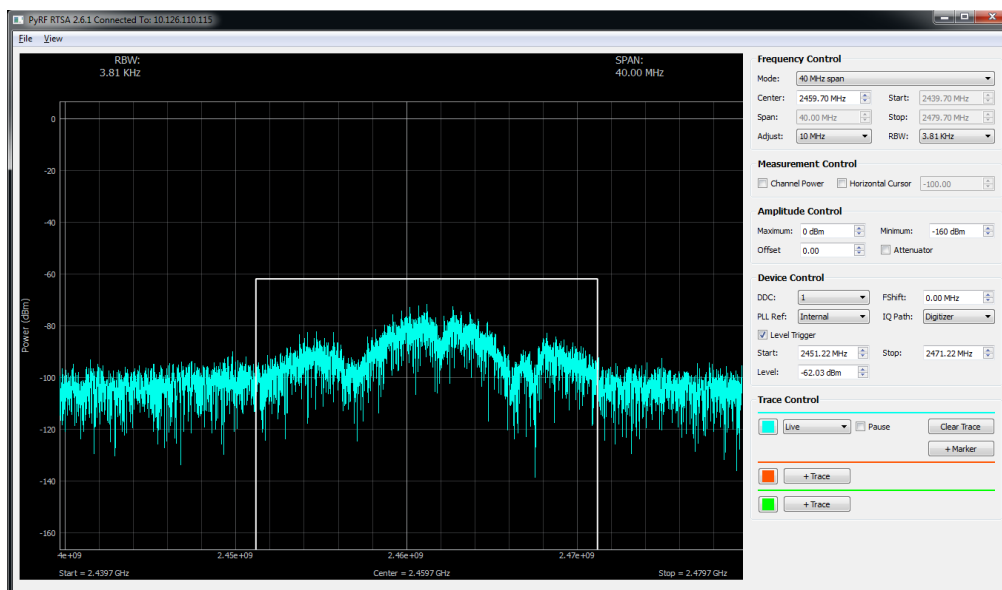 PyRF RTSA 2.6.1 Connected To: 10.126.110.115
File View
RBW:
3.81 KHz
SPAN:
40.00 MHz
0
-20
-40
-60
-80
-100
-120
-140
-160
Power (dBm)
4e+09 2.45e+09 2.46e+09 2.47e+09
Start = 2.4397 GHz Center = 2.4597 GHz Stop = 2.4797 GHz
Frequency Control
Mode: 40 MHz span
Center: 2459.70 MHz Start: 2439.70 MHz
Span: 40.00 MHz Stop: 2479.70 MHz
Adjust: 10 MHz RBW: 3.81 KHz
Measurement Control
Channel Power Horizontal Cursor -100.00
Amplitude Control
Maximum: 0 dBm Minimum: -160 dBm
Offset 0.00 Attenuator
Device Control
DDC: 1 FShift: 0.00 MHz
PLL Ref: Internal IQ Path: Digitizer
Level Trigger
Start: 2451.22 MHz Stop: 2471.22 MHz
Level: -62.03 dBm
Trace Control
Live Pause Clear Trace
+ Marker
+ Trace
+ Trace